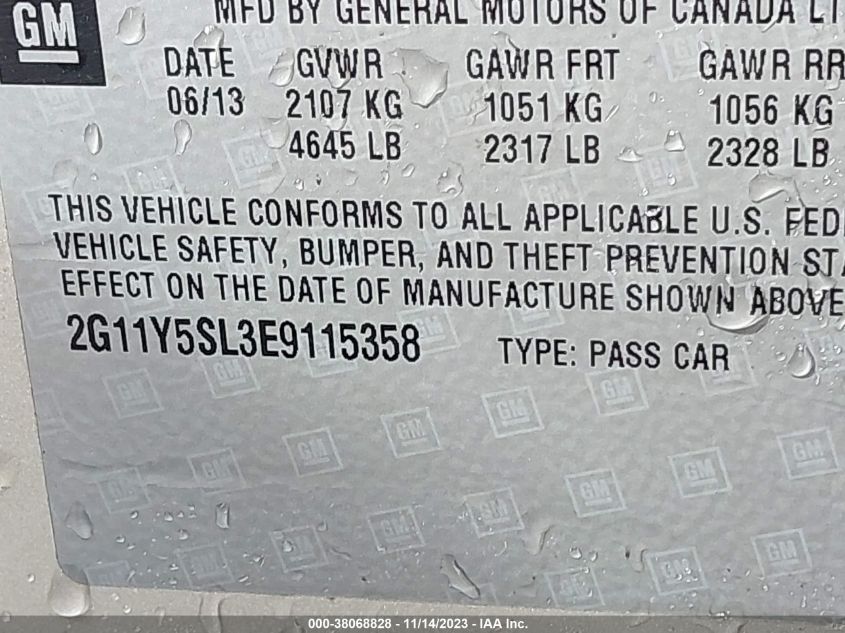 GM
MFD BY GENERAL MOTORS OF CANADA LT
DATE GVWR GAWR FRT GAWR RR
06/13 2107 KG 1051 KG 1056 KG
4645 LB 2317 LB 2328 LB
THIS VEHICLE CONFORMS TO ALL APPLICABLE U.S. FED
VEHICLE SAFETY, BUMPER, AND THEFT PREVENTION STA
EFFECT ON THE DATE OF MANUFACTURE SHOWN ABOVE
2G11Y5SL3E9115358 TYPE: PASS CAR
000-38068828 - 11/14/2023 - IAA Inc.